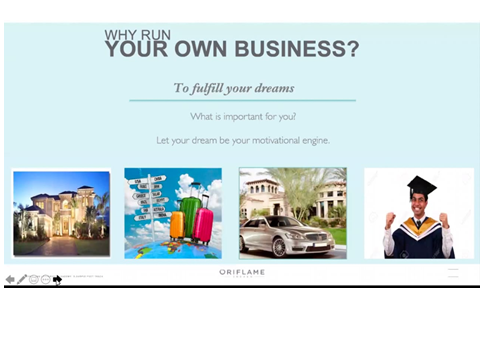 WHY RUN
YOUR OWN BUSINESS?
To fulfill your dreams
What is important for you?
Let your dream be your motivational engine.
ORIFLAME